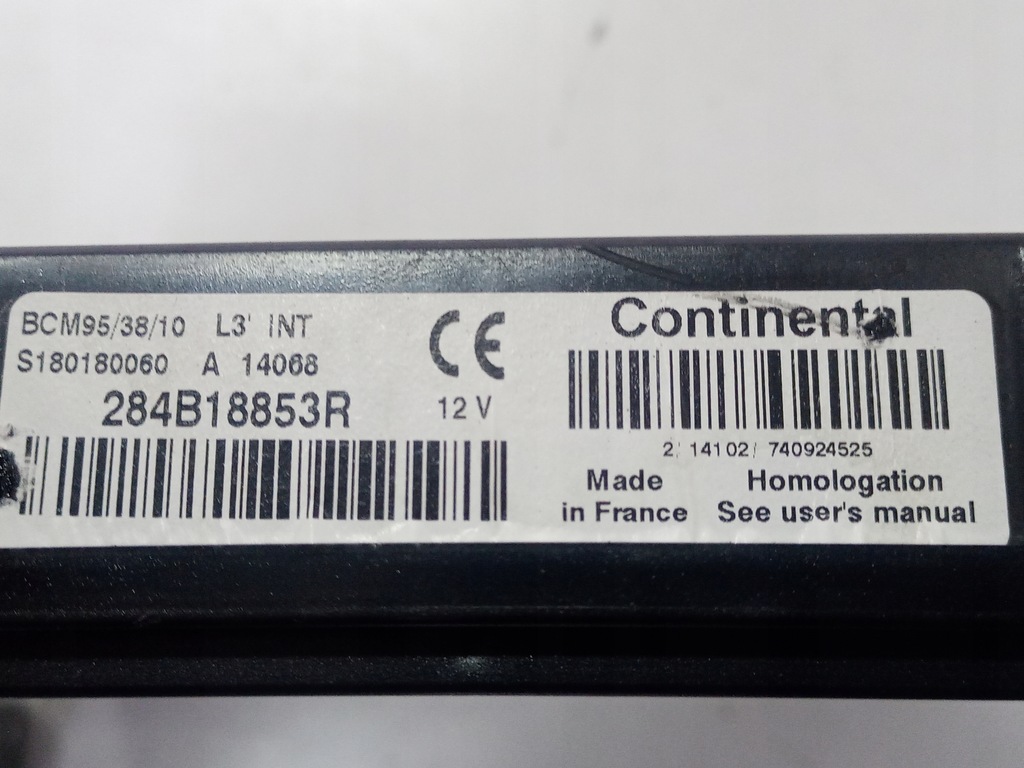 BCM95/38/10 L3' INT
S180180060 A 14068
284B18853R
CE
12 V
Continental
2/ 14102/ 740924525
Made in France
Homologation
See user's manual